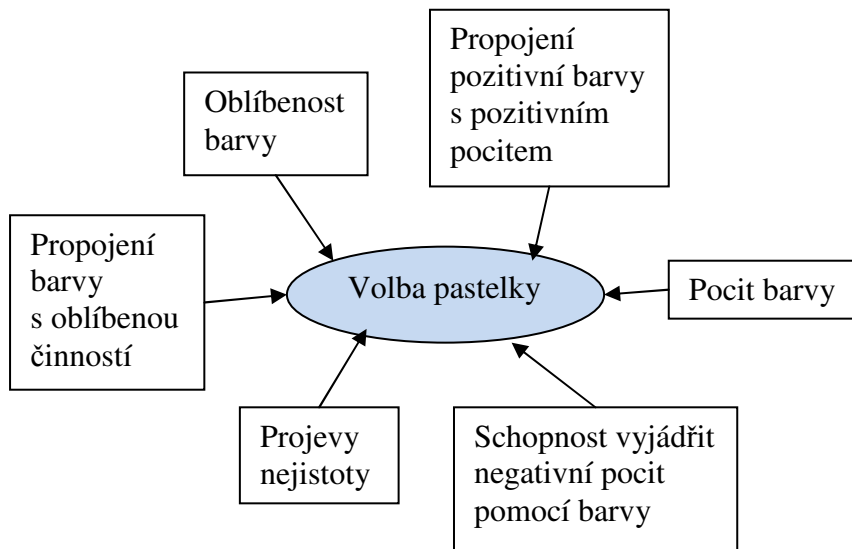 Propojení
pozitivní barvy
s pozitivním
pocitem
Oblíbenost
barvy
Propojení
barvy
s oblíbenou
činností
Volba pastelky
Pocit barvy
Projevy
nejistoty
Schopnost vyjádřit
negativní pocit
pomocí barvy